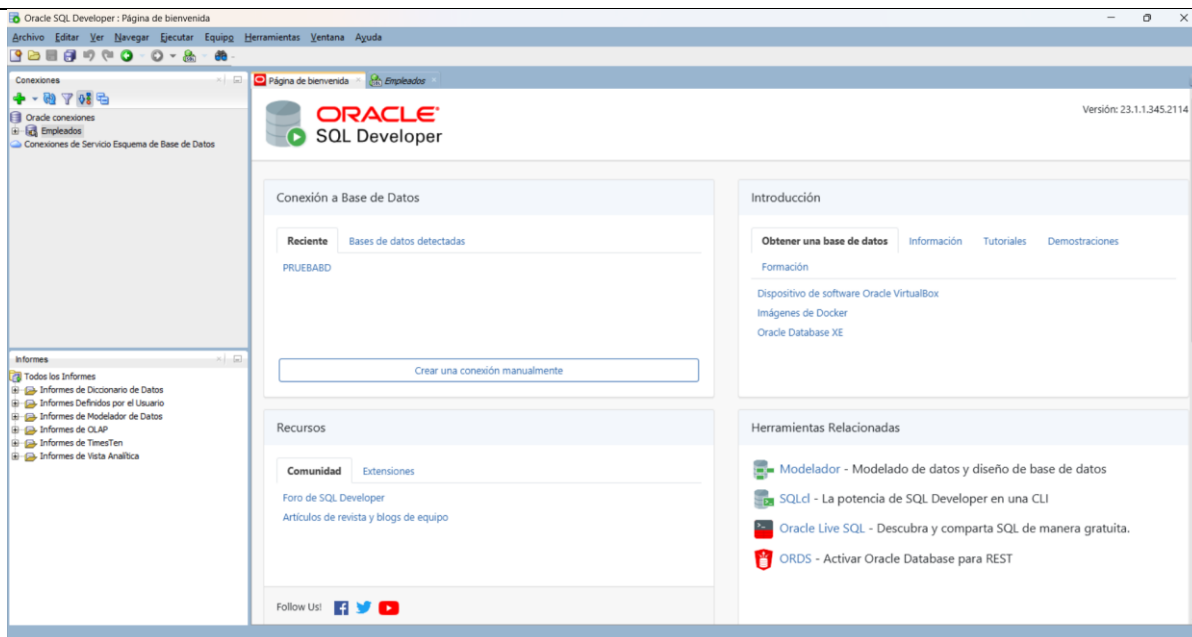 Oracle SQL Developer : Página de bienvenida
Archivo Editar Ver Navegar Ejecutar Equipo Herramientas Ventana Ayuda
Conexiones
Oracle conexiones
Empleados
Conexiones de Servicio Esquema de Base de Datos
Informes
Todos los Informes
Informes de Diccionario de Datos
Informes Definidos por el Usuario
Informes de Modelador de Datos
Informes de OLAP
Informes de TimesTen
Informes de Vista Analítica
Página de bienvenida Empleados
ORACLE
SQL Developer
Versión: 23.1.1.345.2114
Conexión a Base de Datos
Reciente Bases de datos detectadas
PRUEBABD
Crear una conexión manualmente
Introducción
Obtener una base de datos Información Tutoriales Demostraciones
Formación
Dispositivo de software Oracle VirtualBox
Imágenes de Docker
Oracle Database XE
Recursos
Comunidad Extensiones
Foro de SQL Developer
Artículos de revista y blogs de equipo
Follow Us!
Herramientas Relacionadas
Modelador - Modelado de datos y diseño de base de datos
SQLcl - La potencia de SQL Developer en una CLI
Oracle Live SQL - Descubra y comparta SQL de manera gratuita.
ORDS - Activar Oracle Database para REST